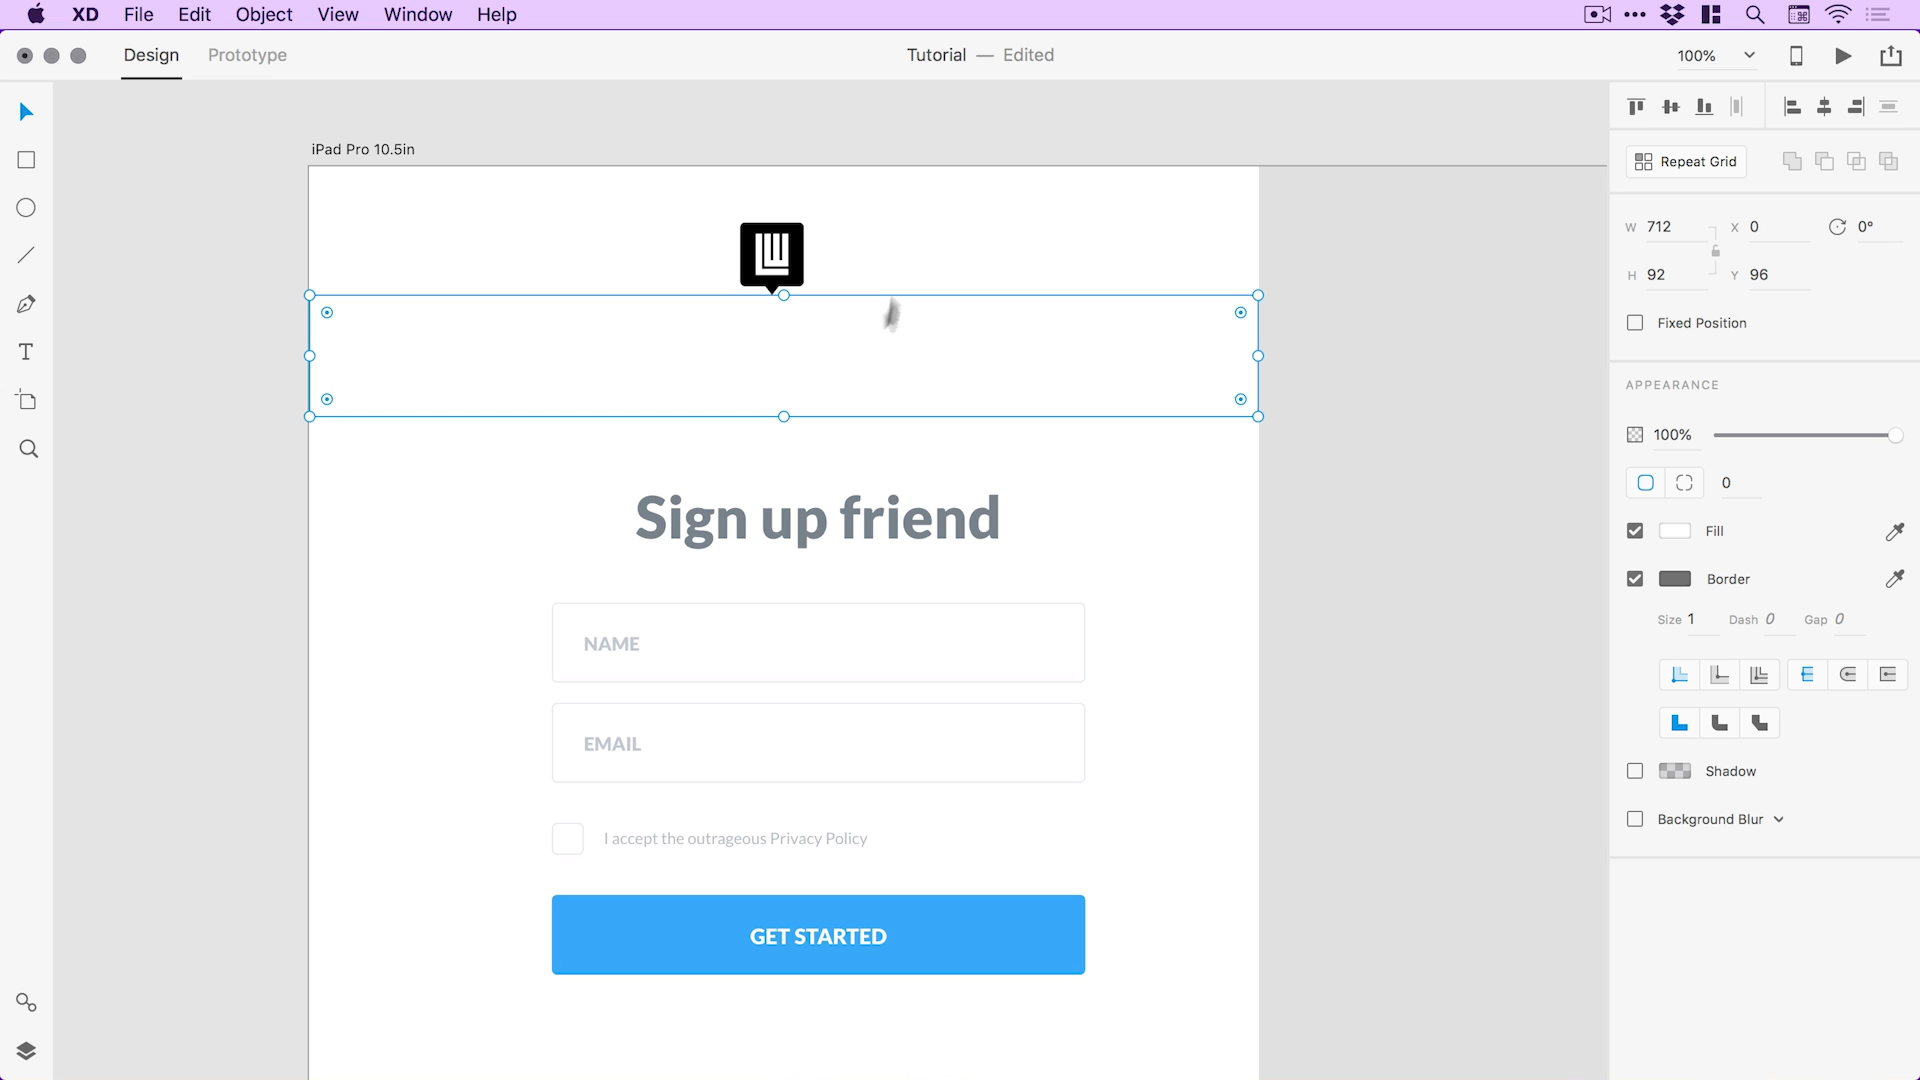 XD File Edit Object View Window Help
Design Prototype Tutorial — Edited 100%
iPad Pro 10.5in
Repeat Grid
W 712 X 0 0°
H 92 Y 96
Fixed Position
APPEARANCE
100%
0
Fill
Border
Size 1 Dash 0 Gap 0
Shadow
Background Blur
Sign up friend
NAME
EMAIL
I accept the outrageous Privacy Policy
GET STARTED